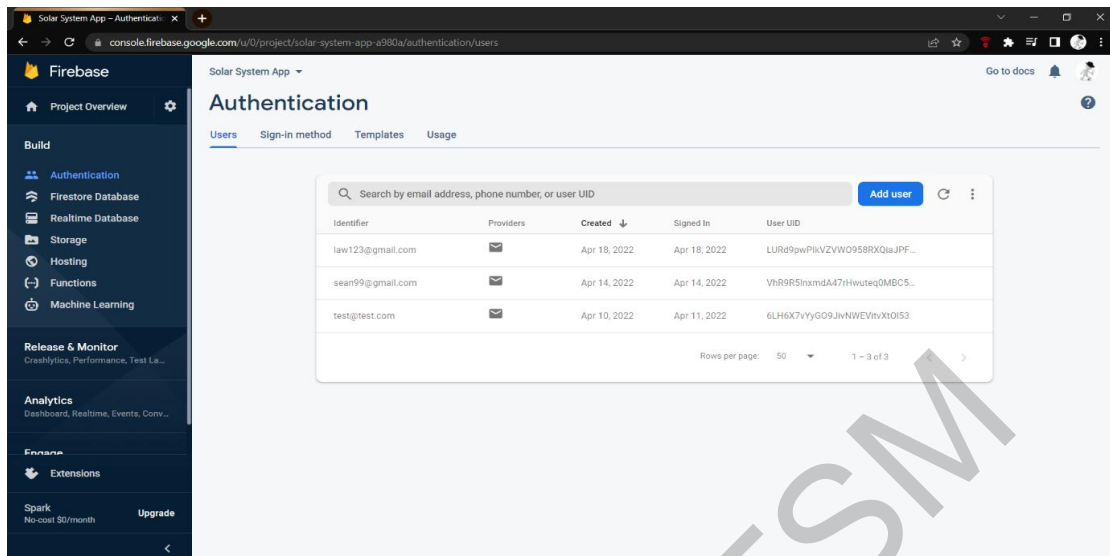 Solar System App – Authenticatic
console.firebase.google.com/u/0/project/solar-system-app-a980a/authentication/users
Firebase
Project Overview
Build
Authentication
Firestore Database
Realtime Database
Storage
Hosting
Functions
Machine Learning
Release & Monitor
Crashlytics, Performance, Test La...
Analytics
Dashboard, Realtime, Events, Conv...
Engage
Extensions
Spark
No-cost $0/month
Upgrade
Solar System App
Go to docs
Authentication
Users Sign-in method Templates Usage
Search by email address, phone number, or user UID
Add user
Identifier Providers Created Signed In User UID
law123@gmail.com Apr 18, 2022 Apr 18, 2022 LURd9pwPlkVZVWO958RXQiaJPF...
sean99@gmail.com Apr 14, 2022 Apr 14, 2022 VhR9R5InxmdA47rHwuteq0MBC5...
test@test.com Apr 10, 2022 Apr 11, 2022 6LH6X7vYyGO9JivNWEVitvXtOI53
Rows per page: 50 1 – 3 of 3